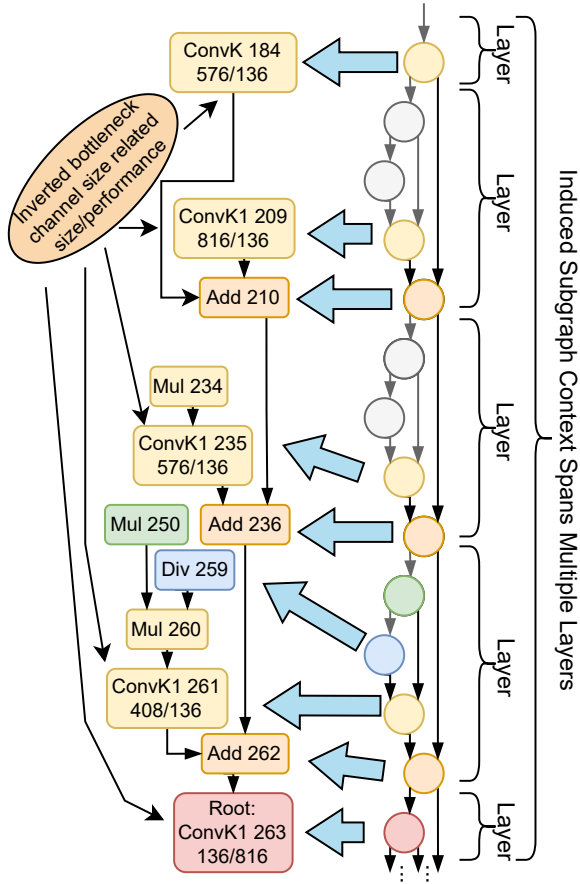 ConvK 184
576/136
Inverted bottleneck
channel size related
size/performance
ConvK1 209
816/136
Add 210
Mul 234
ConvK1 235
576/136
Mul 250
Add 236
Div 259
Mul 260
ConvK1 261
408/136
Add 262
Root:
ConvK1 263
136/816
Layer
Layer
Layer
Layer
Layer
Induced Subgraph Context Spans Multiple Layers
... ...